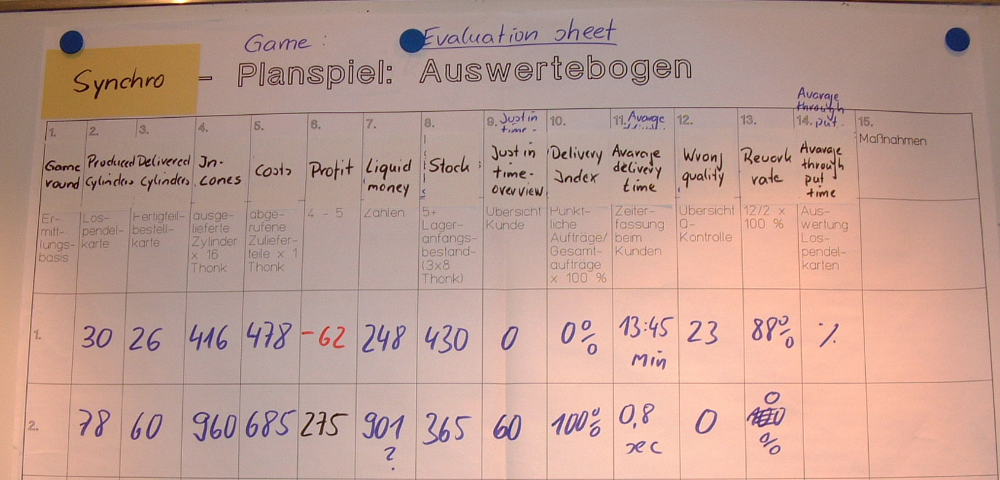 Game : Evaluation sheet
Synchro - Planspiel: Auswertebogen
Avarage
through
1. 2. 3. 4. 5. 6. 7. 8. 9. Just in 10. 11. Avarge 12. 13. 14. put. 15.
time -
Maßnahmen
Game
round
Produced
Cylinders
Delivered
Cylinders
In-
cones
Costs
Profit
Liquid
money
Stock
Just in
time-
overview
Delivery
Index
Avaraje
delivery
time
Wrong
quality
Rework
rate
Avaraje
through
put
time
Er-
mitt-
lungs-
basis
Los-
pendel-
karte
Fertigteil-
bestell-
karte
ausge-
lieferte
Zylinder
x 16
Thonk
abge-
rufene
Zuliefer-
teile x 1
Thonk
4 - 5
Zahlen
5+
Lager-
anfangs-
bestand-
(3x8
Thonk)
Übersicht
Kunde
Punkt-
liche
Aufträge/
Gesamt-
aufträge
x 100 %
Zeiter-
fassung
beim
Kunden
Übersicht
Q-
Kontrolle
12/2 x
100 %
Aus-
wertung
Los-
pendel-
karten
1. 30 26 416 478 -62 248 430 0 0% 13:45 23 88% %
min
2. 78 60 960 685 275 901 365 60 100% 0,8 0 0
? sec %